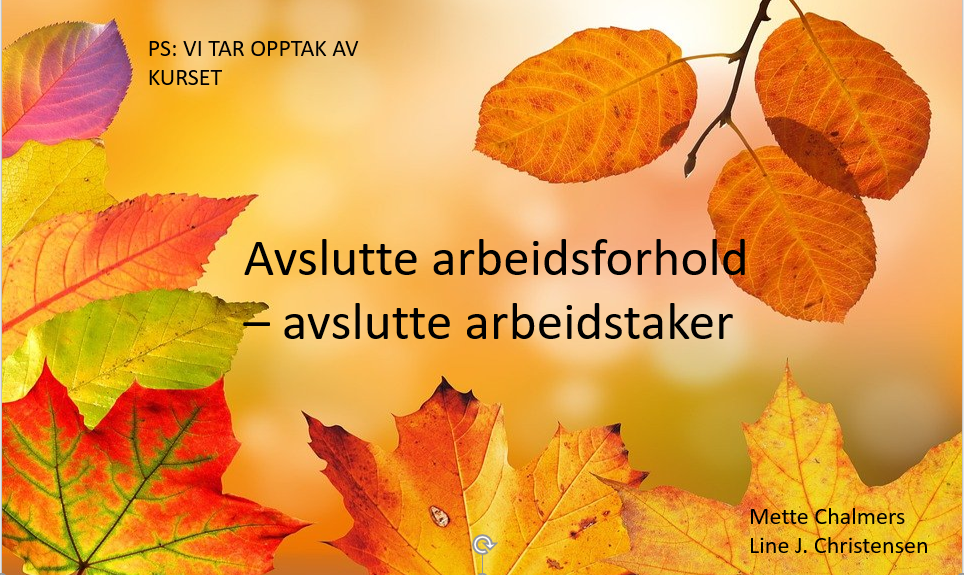 PS: VI TAR OPPTAK AV
KURSET
Avslutte arbeidsforhold
– avslutte arbeidstaker
Mette Chalmers
Line J. Christensen